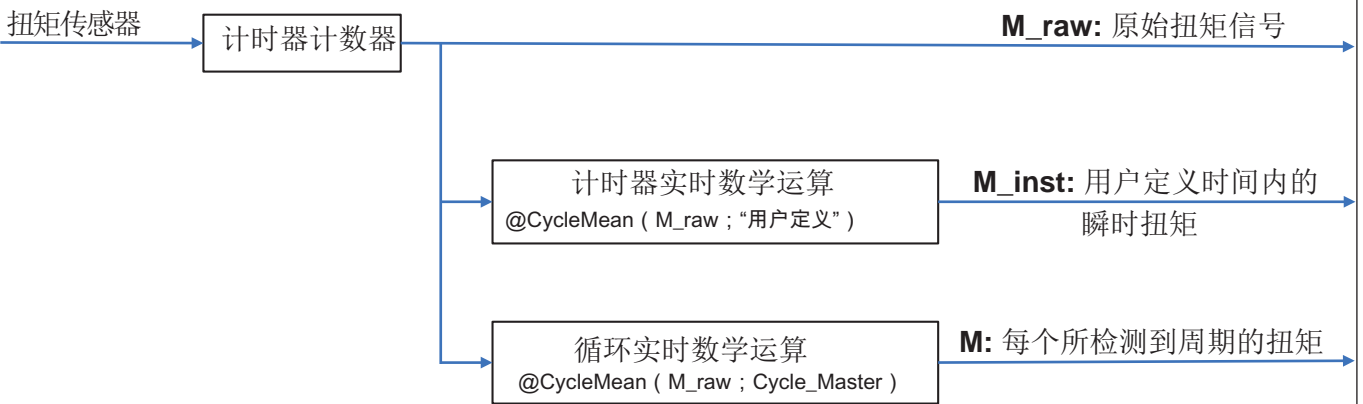 扭矩传感器
计时器计数器
M_raw: 原始扭矩信号
计时器实时数学运算
@CycleMean（M_raw；“用户定义”）
M_inst: 用户定义时间内的
瞬时扭矩
循环实时数学运算
@CycleMean（M_raw；Cycle_Master）
M: 每个所检测到周期的扭矩